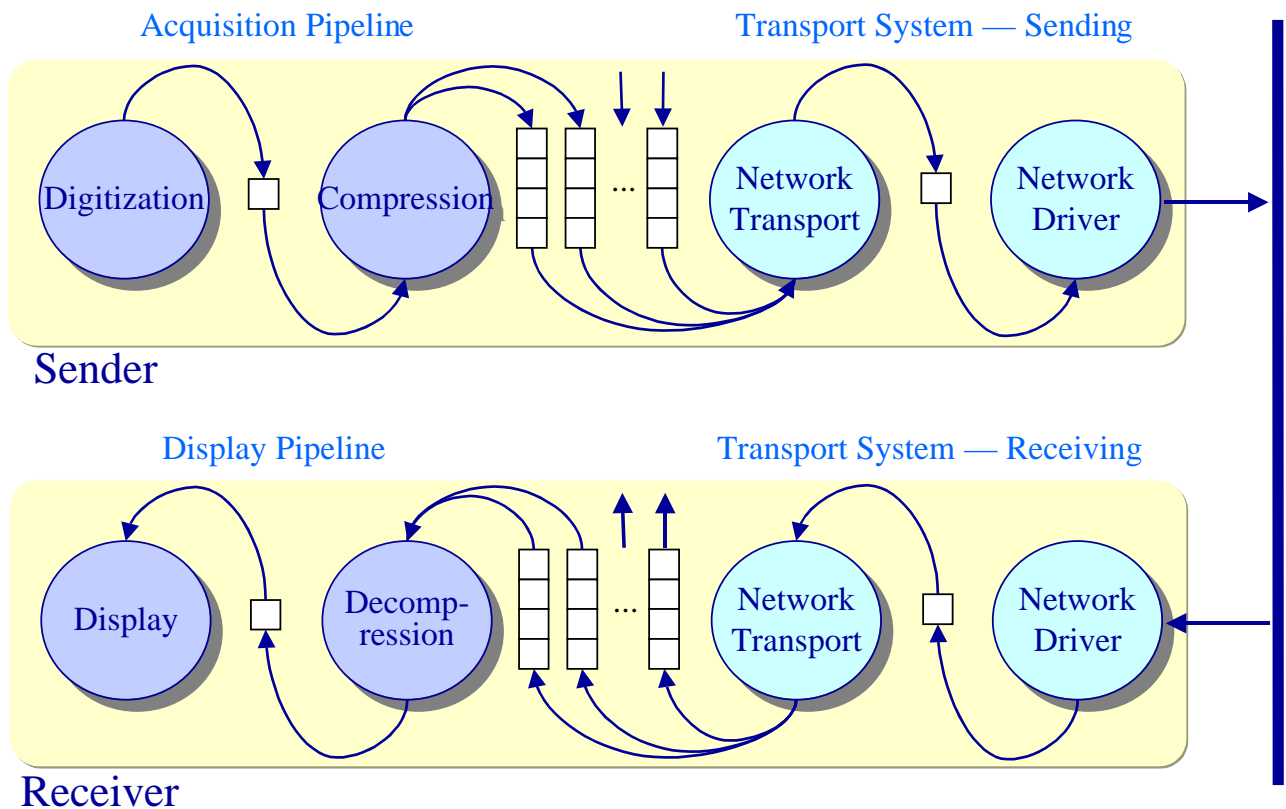 Acquisition Pipeline
Transport System — Sending
Digitization
Compression
...
Network
Transport
Network
Driver
Sender
Display Pipeline
Transport System — Receiving
Display
Decomp-
ression
...
Network
Transport
Network
Driver
Receiver